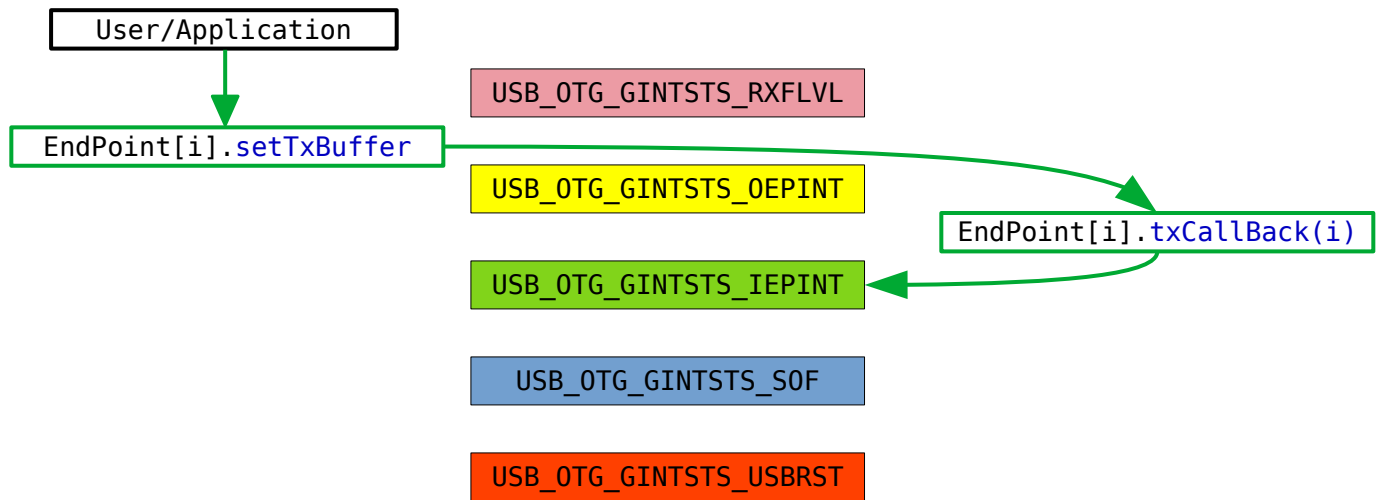 User/Application
USB_OTG_GINTSTS_RXFLVL
EndPoint[i].setTxBuffer
USB_OTG_GINTSTS_OEPINT
EndPoint[i].txCallBack(i)
USB_OTG_GINTSTS_IEPINT
USB_OTG_GINTSTS_SOF
USB_OTG_GINTSTS_USBRST